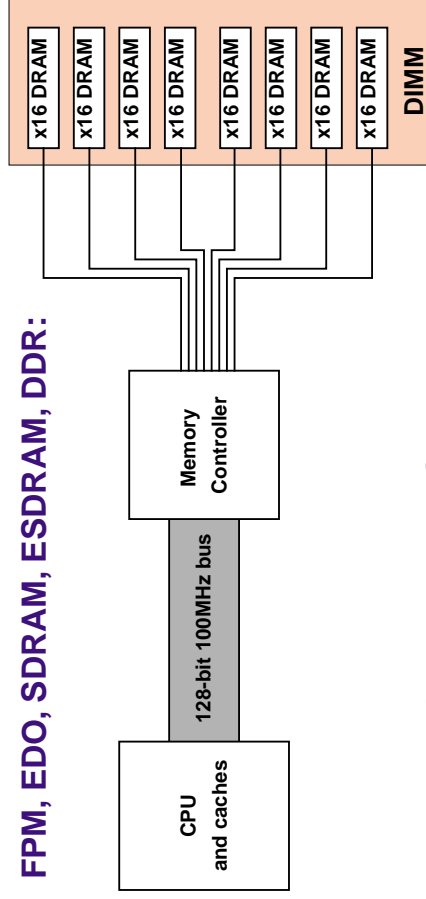 FPM, EDO, SDRAM, ESDRAM, DDR:
CPU
and caches
128-bit 100MHz bus
Memory
Controller
x16 DRAM
x16 DRAM
x16 DRAM
x16 DRAM
x16 DRAM
x16 DRAM
x16 DRAM
x16 DRAM
DIMM